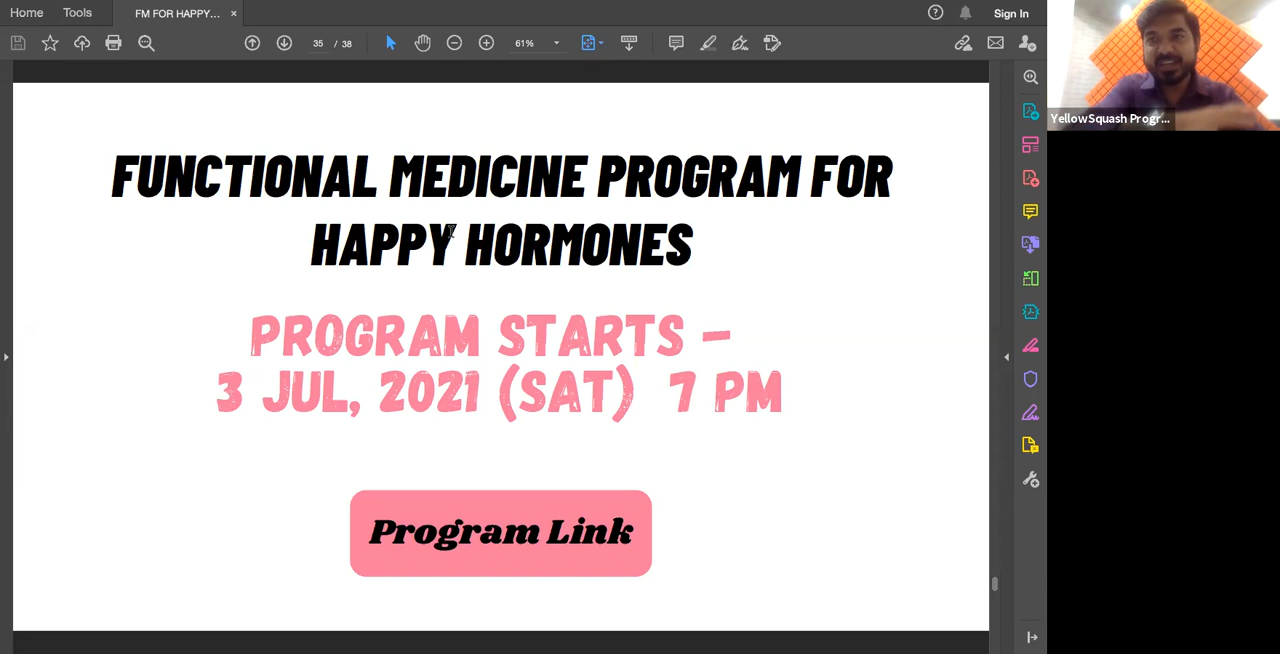 Home Tools FM FOR HAPPY... × Sign In
35 / 38 61%
YellowSquash Progr...
FUNCTIONAL MEDICINE PROGRAM FOR
HAPPY HORMONES
PROGRAM STARTS –
3 JUL, 2021 (SAT) 7 PM
Program Link